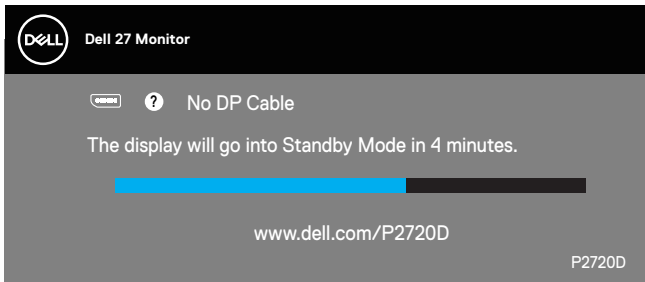 DELL
Dell 27 Monitor
? No DP Cable
The display will go into Standby Mode in 4 minutes.
www.dell.com/P2720D
P2720D